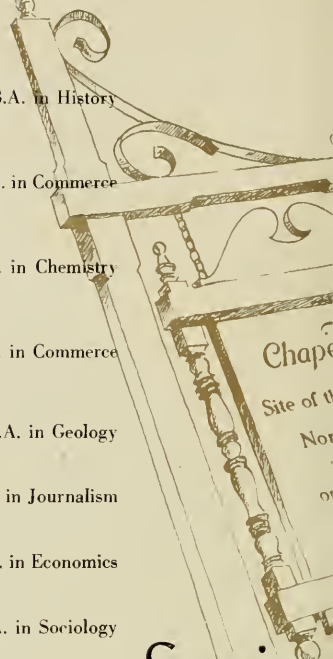 B.A. in History
. in Commerce
. in Chemistry
. in Commerce
.A. in Geology
in Journalism
. in Economics
. in Sociology
Chape
Site of th
Nor